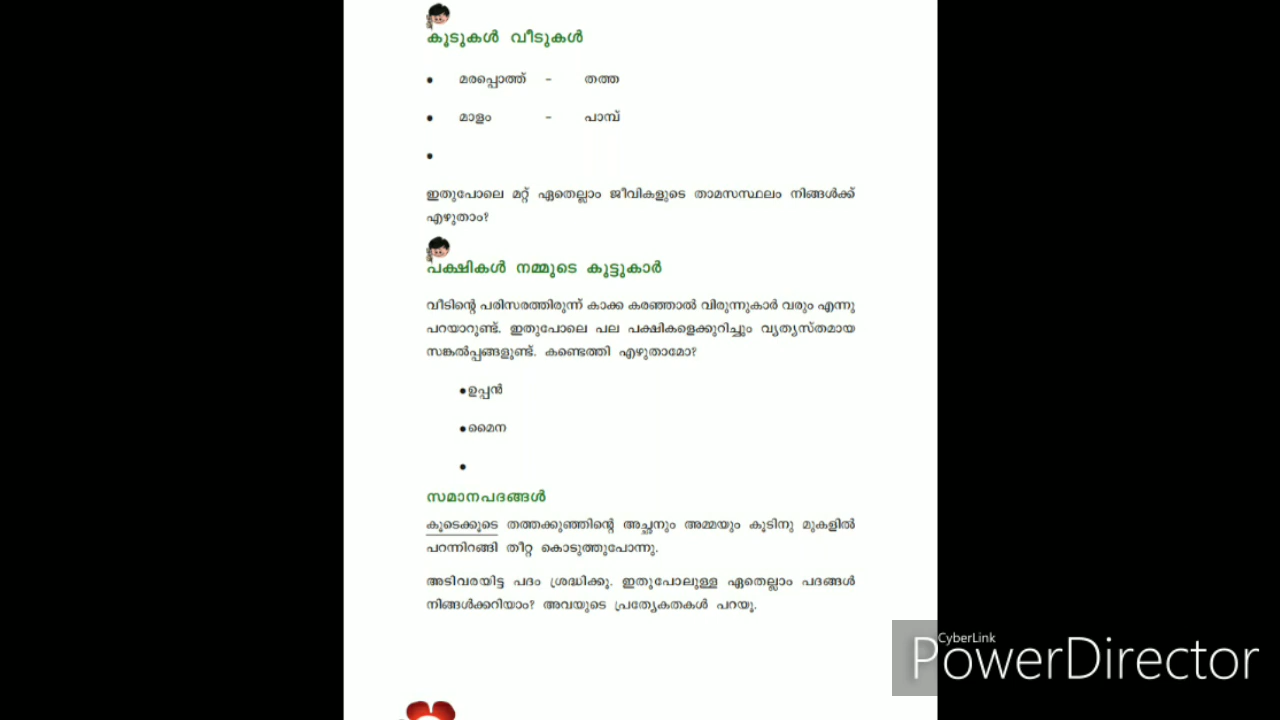 കൂടുകൾ വീടുകൾ
• മരപ്പൊത്ത് - തത്ത
• മാളം - പാമ്പ്
•
ഇതുപോലെ മറ്റ് ഏതെല്ലാം ജീവികളുടെ താമസസ്ഥലം നിങ്ങൾക്ക്
എഴുതാം?
പക്ഷികൾ നമ്മുടെ കൂട്ടുകാർ
വീടിന്റെ പരിസരത്തിരുന്ന് കാക്ക കരഞ്ഞാൽ വിരുന്നുകാർ വരും എന്നു
പറയാറുണ്ട്. ഇതുപോലെ പല പക്ഷികളെക്കുറിച്ചും വ്യത്യസ്തമായ
സങ്കൽപ്പങ്ങളുണ്ട്. കണ്ടെത്തി എഴുതാമോ?
• ഉപ്പൻ
• മൈന
•
സമാനപദങ്ങൾ
കൂടെക്കൂടെ തത്തക്കുഞ്ഞിന്റെ അച്ഛനും അമ്മയും കൂടിനു മുകളിൽ
പറന്നിറങ്ങി തീറ്റ കൊടുത്തുപോന്നു.
അടിവരയിട്ട പദം ശ്രദ്ധിക്കൂ. ഇതുപോലുള്ള ഏതെല്ലാം പദങ്ങൾ
നിങ്ങൾക്കറിയാം? അവയുടെ പ്രത്യേകതകൾ പറയൂ.
CyberLink
PowerDirector